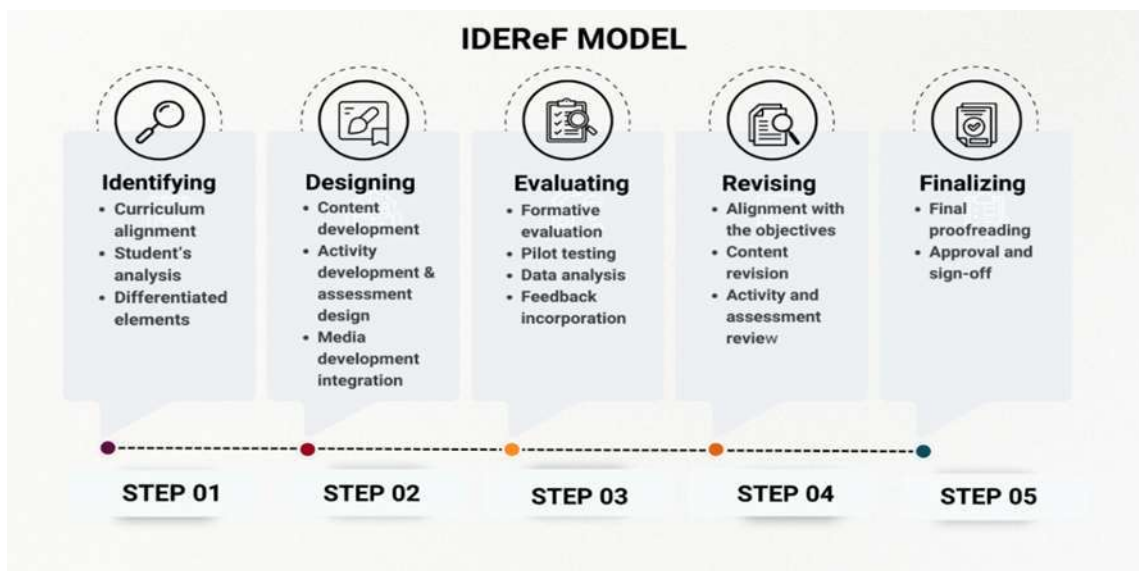 IDEReF MODEL
Identifying
• Curriculum
alignment
• Student's
analysis
• Differentiated
elements
Designing
• Content
development
• Activity
development &
assessment
design
• Media
development
integration
Evaluating
• Formative
evaluation
• Pilot testing
• Data analysis
• Feedback
incorporation
Revising
• Alignment with
the objectives
• Content
revision
• Activity and
assessment
review
Finalizing
• Final
proofreading
• Approval and
sign-off
STEP 01
STEP 02
STEP 03
STEP 04
STEP 05